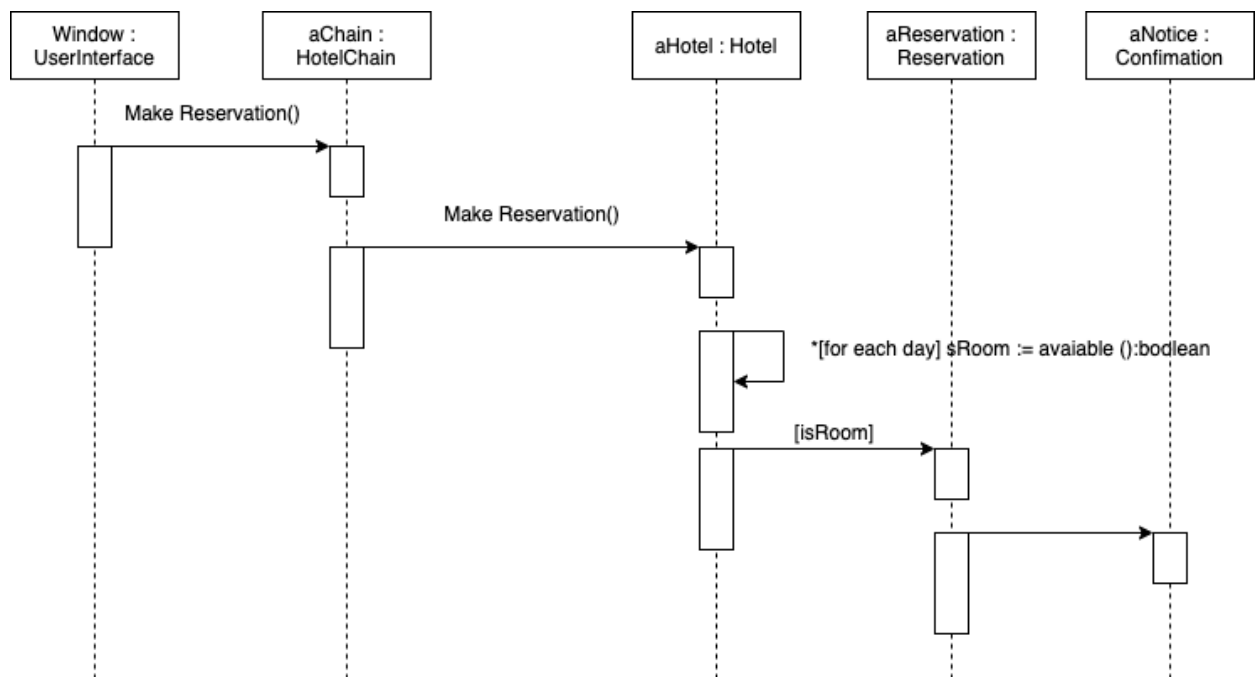 Window :
UserInterface
aChain :
HotelChain
aHotel : Hotel
aReservation :
Reservation
aNotice :
Confimation
Make Reservation()
Make Reservation()
*[for each day] sRoom := avaiable ():bodlean
[isRoom]